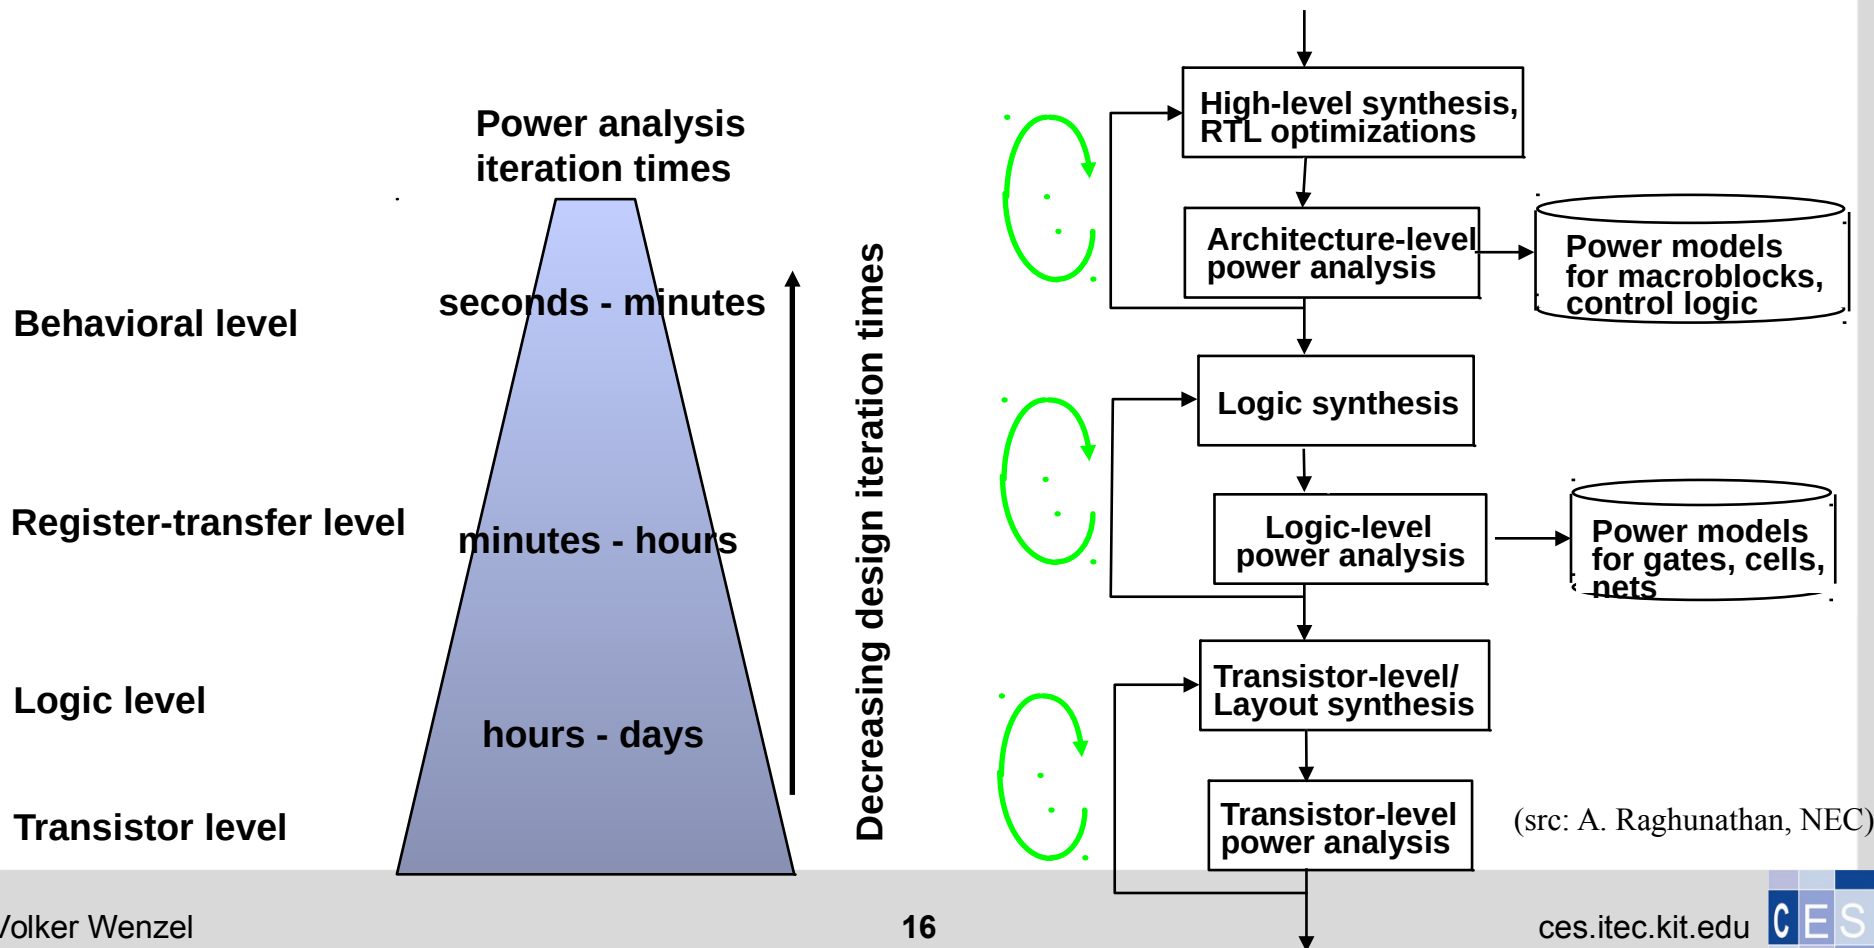 Power analysis
iteration times
seconds - minutes
minutes - hours
hours - days
Behavioral level
Register-transfer level
Logic level
Transistor level
Decreasing design iteration times
High-level synthesis,
RTL optimizations
Architecture-level
power analysis
Power models
for macroblocks,
control logic
Logic synthesis
Logic-level
power analysis
Power models
for gates, cells,
nets
Transistor-level/
Layout synthesis
Transistor-level
power analysis
(src: A. Raghunathan, NEC)
Volker Wenzel
16
ces.itec.kit.edu
CES